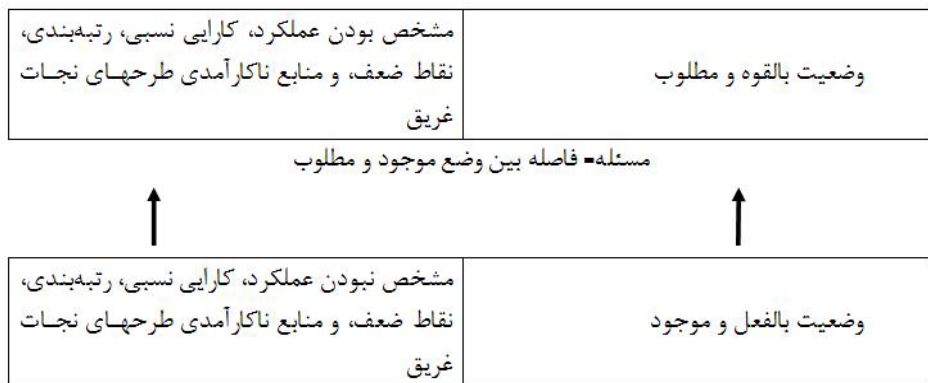 وضعیت بالقوه و مطلوب
مشخص بودن عملکرد، کارایی نسبی، رتبه‌بندی،
نقاط ضعف، و منابع ناکارآمدی طرحهـای نجـات
غریق
مسئله= فاصله بین وضع موجود و مطلوب
وضعیت بالفعل و موجود
مشخص نبودن عملکرد، کارایی نسبی، رتبه‌بندی،
نقاط ضعف، و منابع ناکارآمدی طرحهـای نجـات
غریق